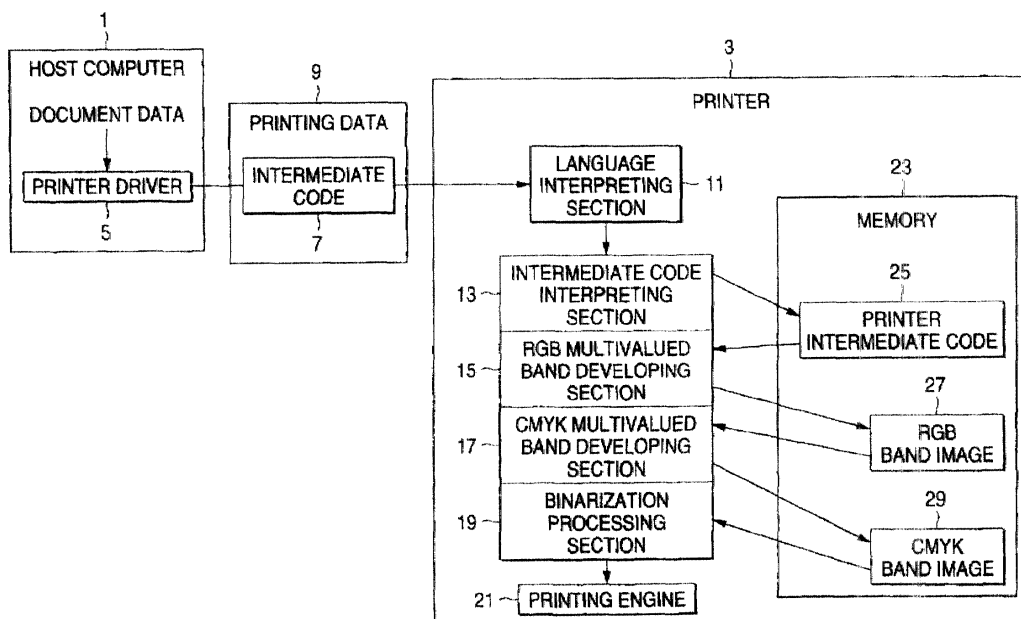 1
HOST COMPUTER
DOCUMENT DATA
PRINTER DRIVER
5
9
PRINTING DATA
INTERMEDIATE
CODE
7
3
PRINTER
LANGUAGE
INTERPRETING
SECTION
11
13
INTERMEDIATE CODE
INTERPRETING
SECTION
15
RGB MULTIVALUED
BAND DEVELOPING
SECTION
17
CMYK MULTIVALUED
BAND DEVELOPING
SECTION
19
BINARIZATION
PROCESSING
SECTION
21
PRINTING ENGINE
23
MEMORY
25
PRINTER
INTERMEDIATE CODE
27
RGB
BAND IMAGE
29
CMYK
BAND IMAGE